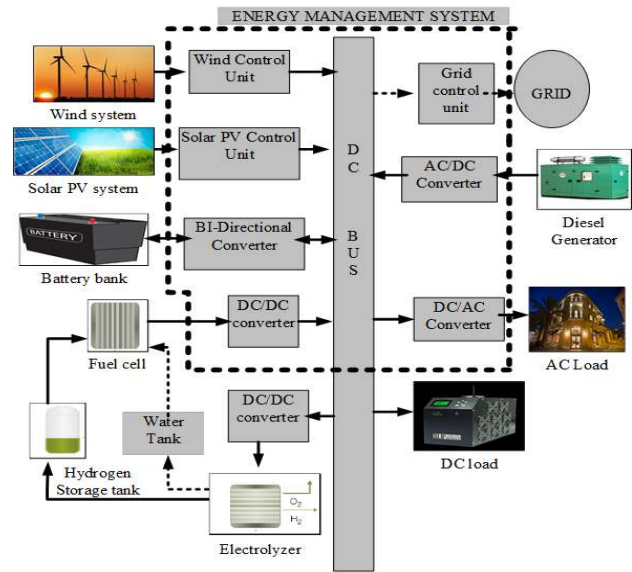 ENERGY MANAGEMENT SYSTEM
Wind system
Wind Control
Unit
Solar PV system
Solar PV Control
Unit
BATTERY
Battery bank
BI-Directional
Converter
Fuel cell
DC/DC
converter
DC/DC
converter
Water
Tank
Hydrogen
Storage tank
O2
H2
Electrolyzer
D
C
B
U
S
Grid
control
unit
GRID
AC/DC
Converter
Diesel
Generator
DC/AC
Converter
AC Load
DC load